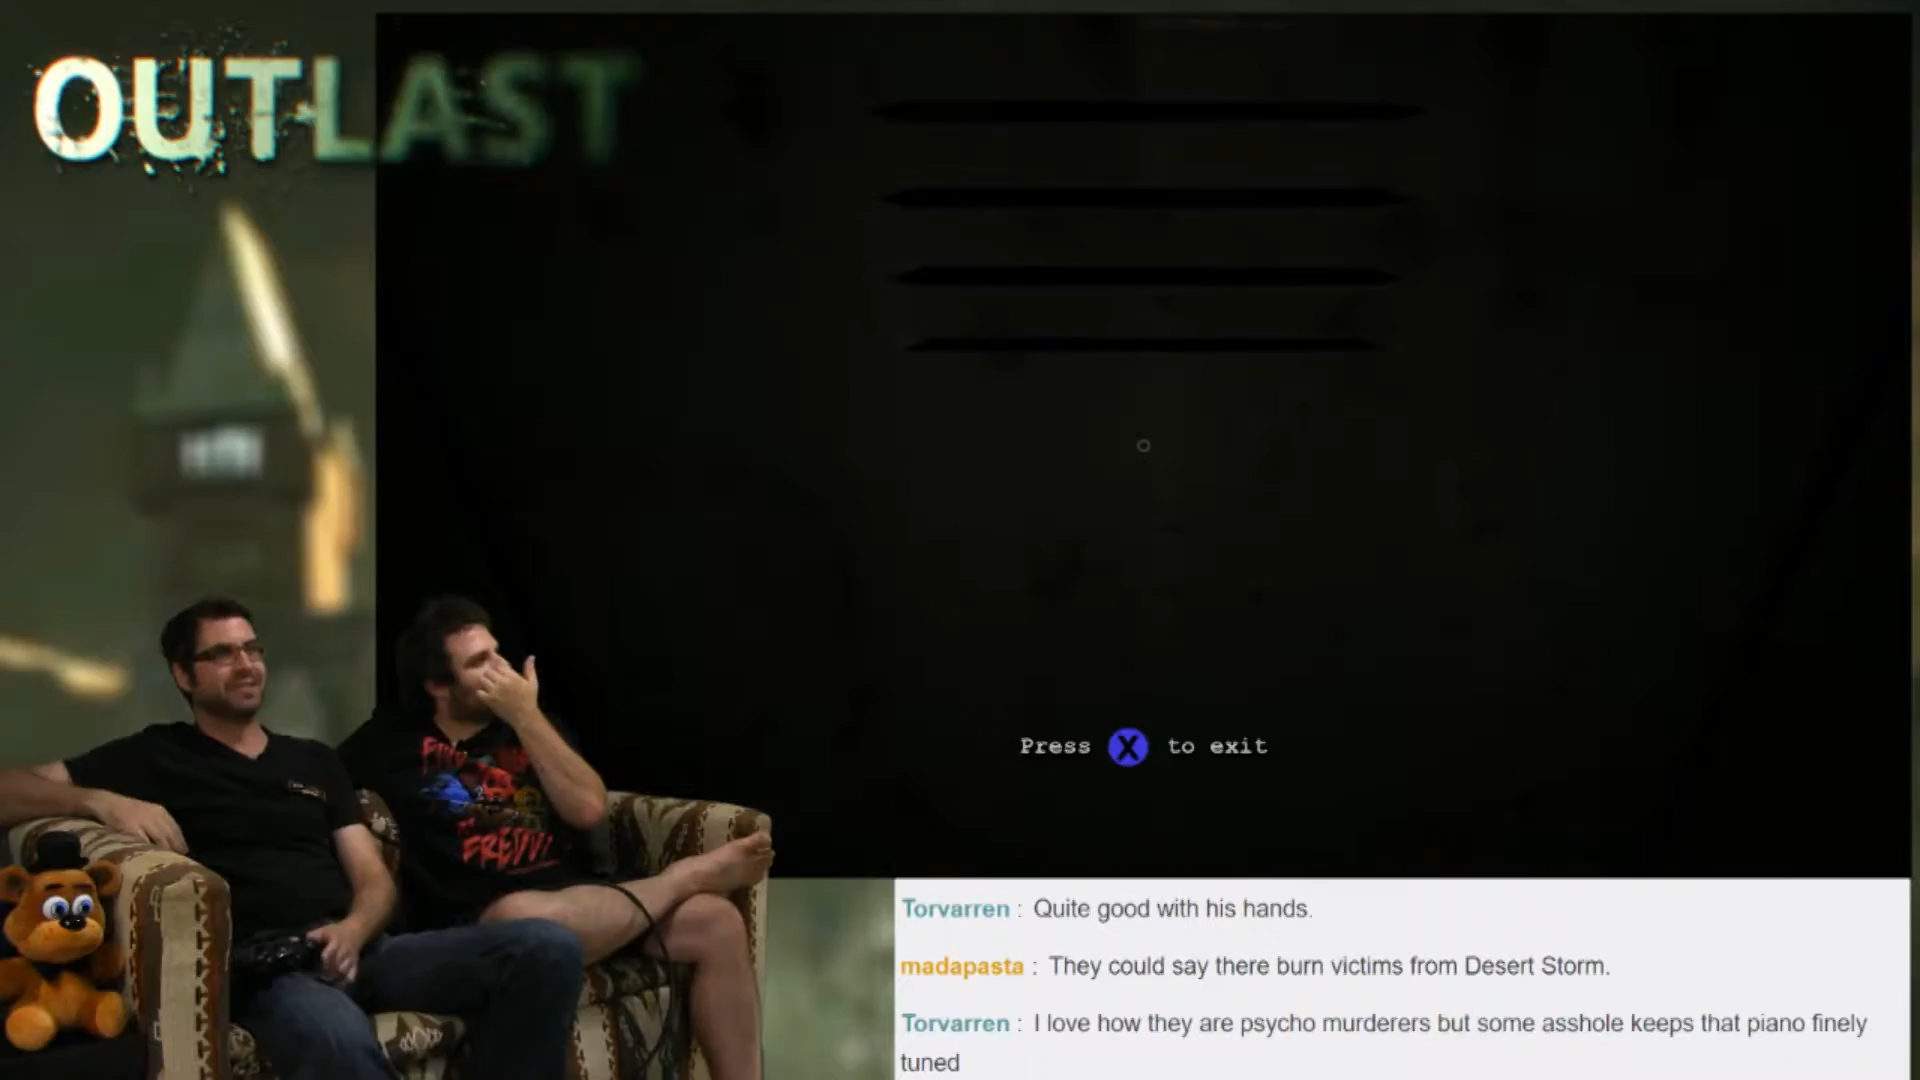 OUTLAST
Press X to exit
FREDDY
Torvarren : Quite good with his hands.
madapasta : They could say there burn victims from Desert Storm.
Torvarren : I love how they are psycho murderers but some asshole keeps that piano finely
tuned